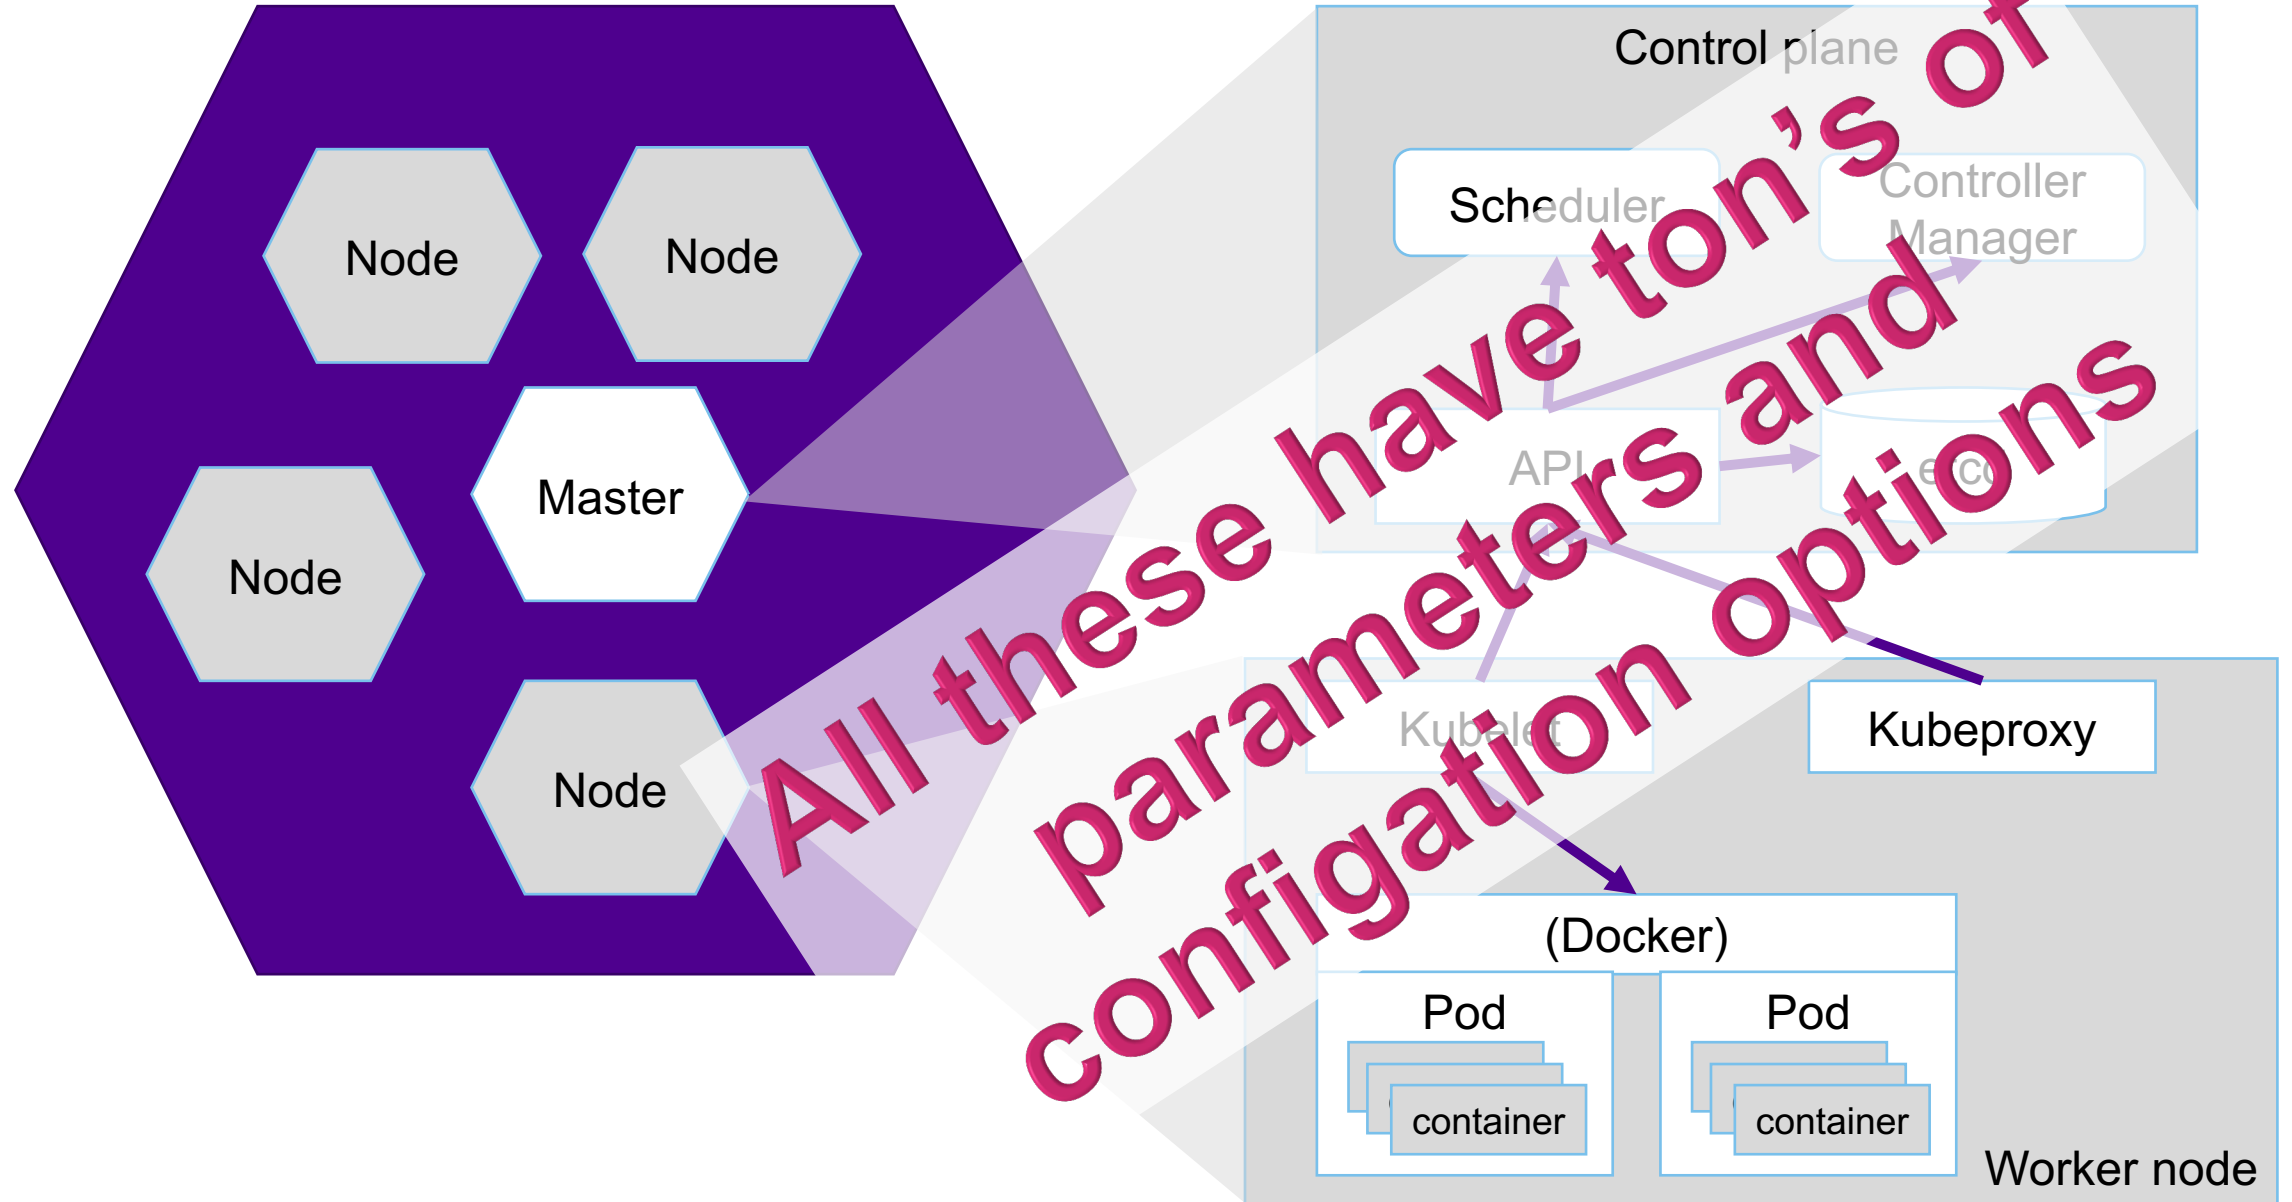 Control plane
Node
Node
Scheduler
Controller
Manager
Master
API
Node
Kubelet
Kubeproxy
Node
(Docker)
Pod
container
Pod
container
Worker node
All these have ton’s of
parameters and
configation options